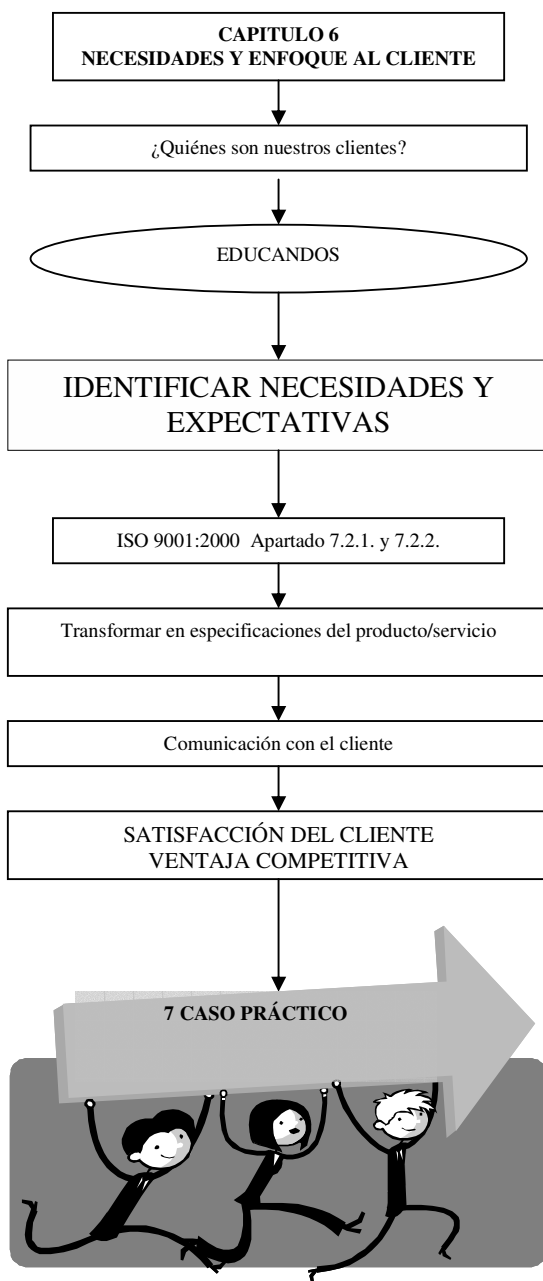 CAPITULO 6
NECESIDADES Y ENFOQUE AL CLIENTE
¿Quiénes son nuestros clientes?
EDUCANDOS
IDENTIFICAR NECESIDADES Y
EXPECTATIVAS
ISO 9001:2000 Apartado 7.2.1. y 7.2.2.
Transformar en especificaciones del producto/servicio
Comunicación con el cliente
SATISFACCIÓN DEL CLIENTE
VENTAJA COMPETITIVA
7 CASO PRÁCTICO